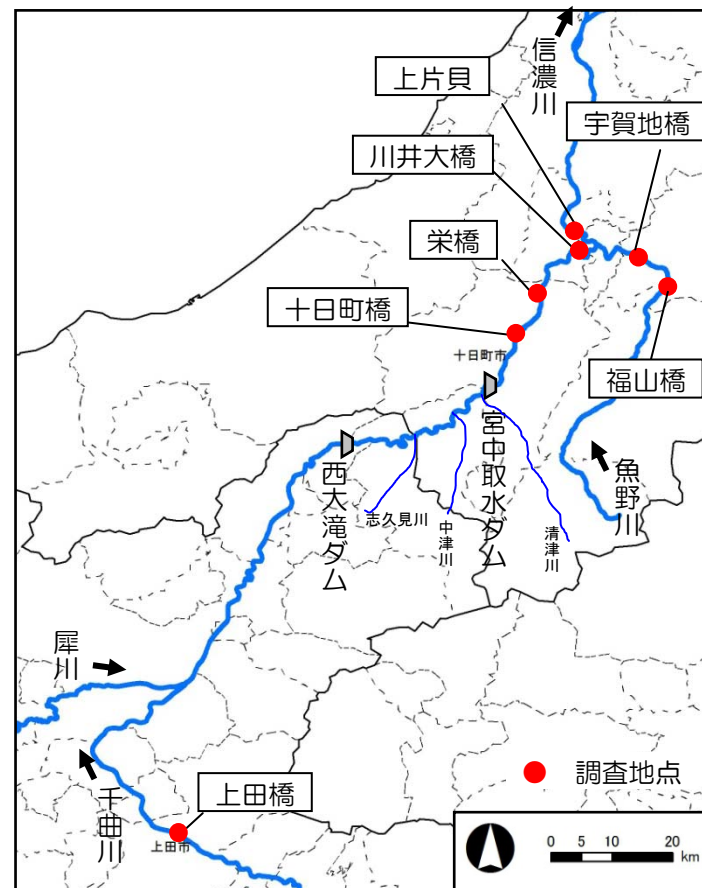 信濃川
上片貝
宇賀地橋
川井大橋
栄橋
十日町橋
十日町市
福山橋
宮中取水ダム
西大滝ダム
魚野川
志久見川
中津川
清津川
犀川
調査地点
上田橋
千曲川
上田市
0 5 10 20
km